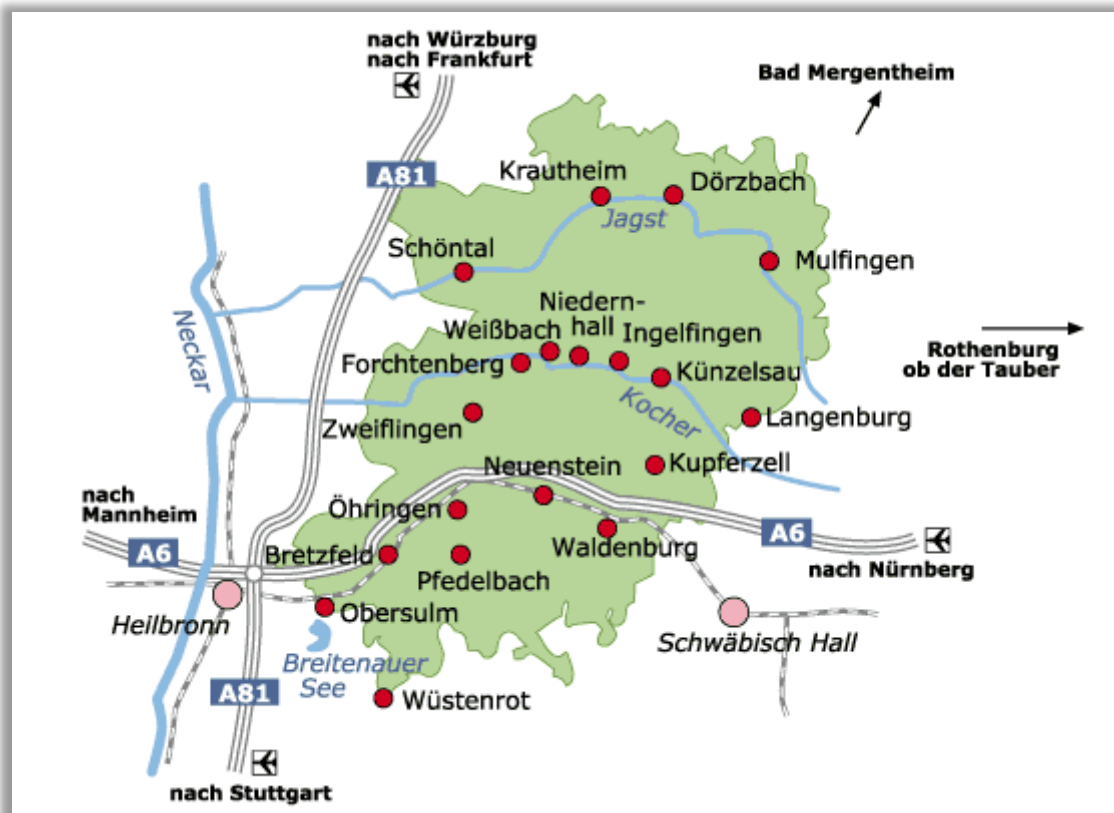 nach Würzburg
nach Frankfurt
Bad Mergentheim
A81
Krautheim
Dörzbach
Jagst
Schöntal
Mulfingen
Niedern-
hall
Weißbach
Ingelfingen
Neckar
Forchtenberg
Künzelsau
Rothenburg
ob der Tauber
Kocher
Langenburg
Zweiflingen
Neuenstein
Kupferzell
nach
Mannheim
Öhringen
A6
A6
Bretzfeld
Waldenburg
Pfedelbach
nach Nürnberg
Heilbronn
Obersulm
Schwäbisch Hall
Breitenauer
See
A81
Wüstenrot
nach Stuttgart